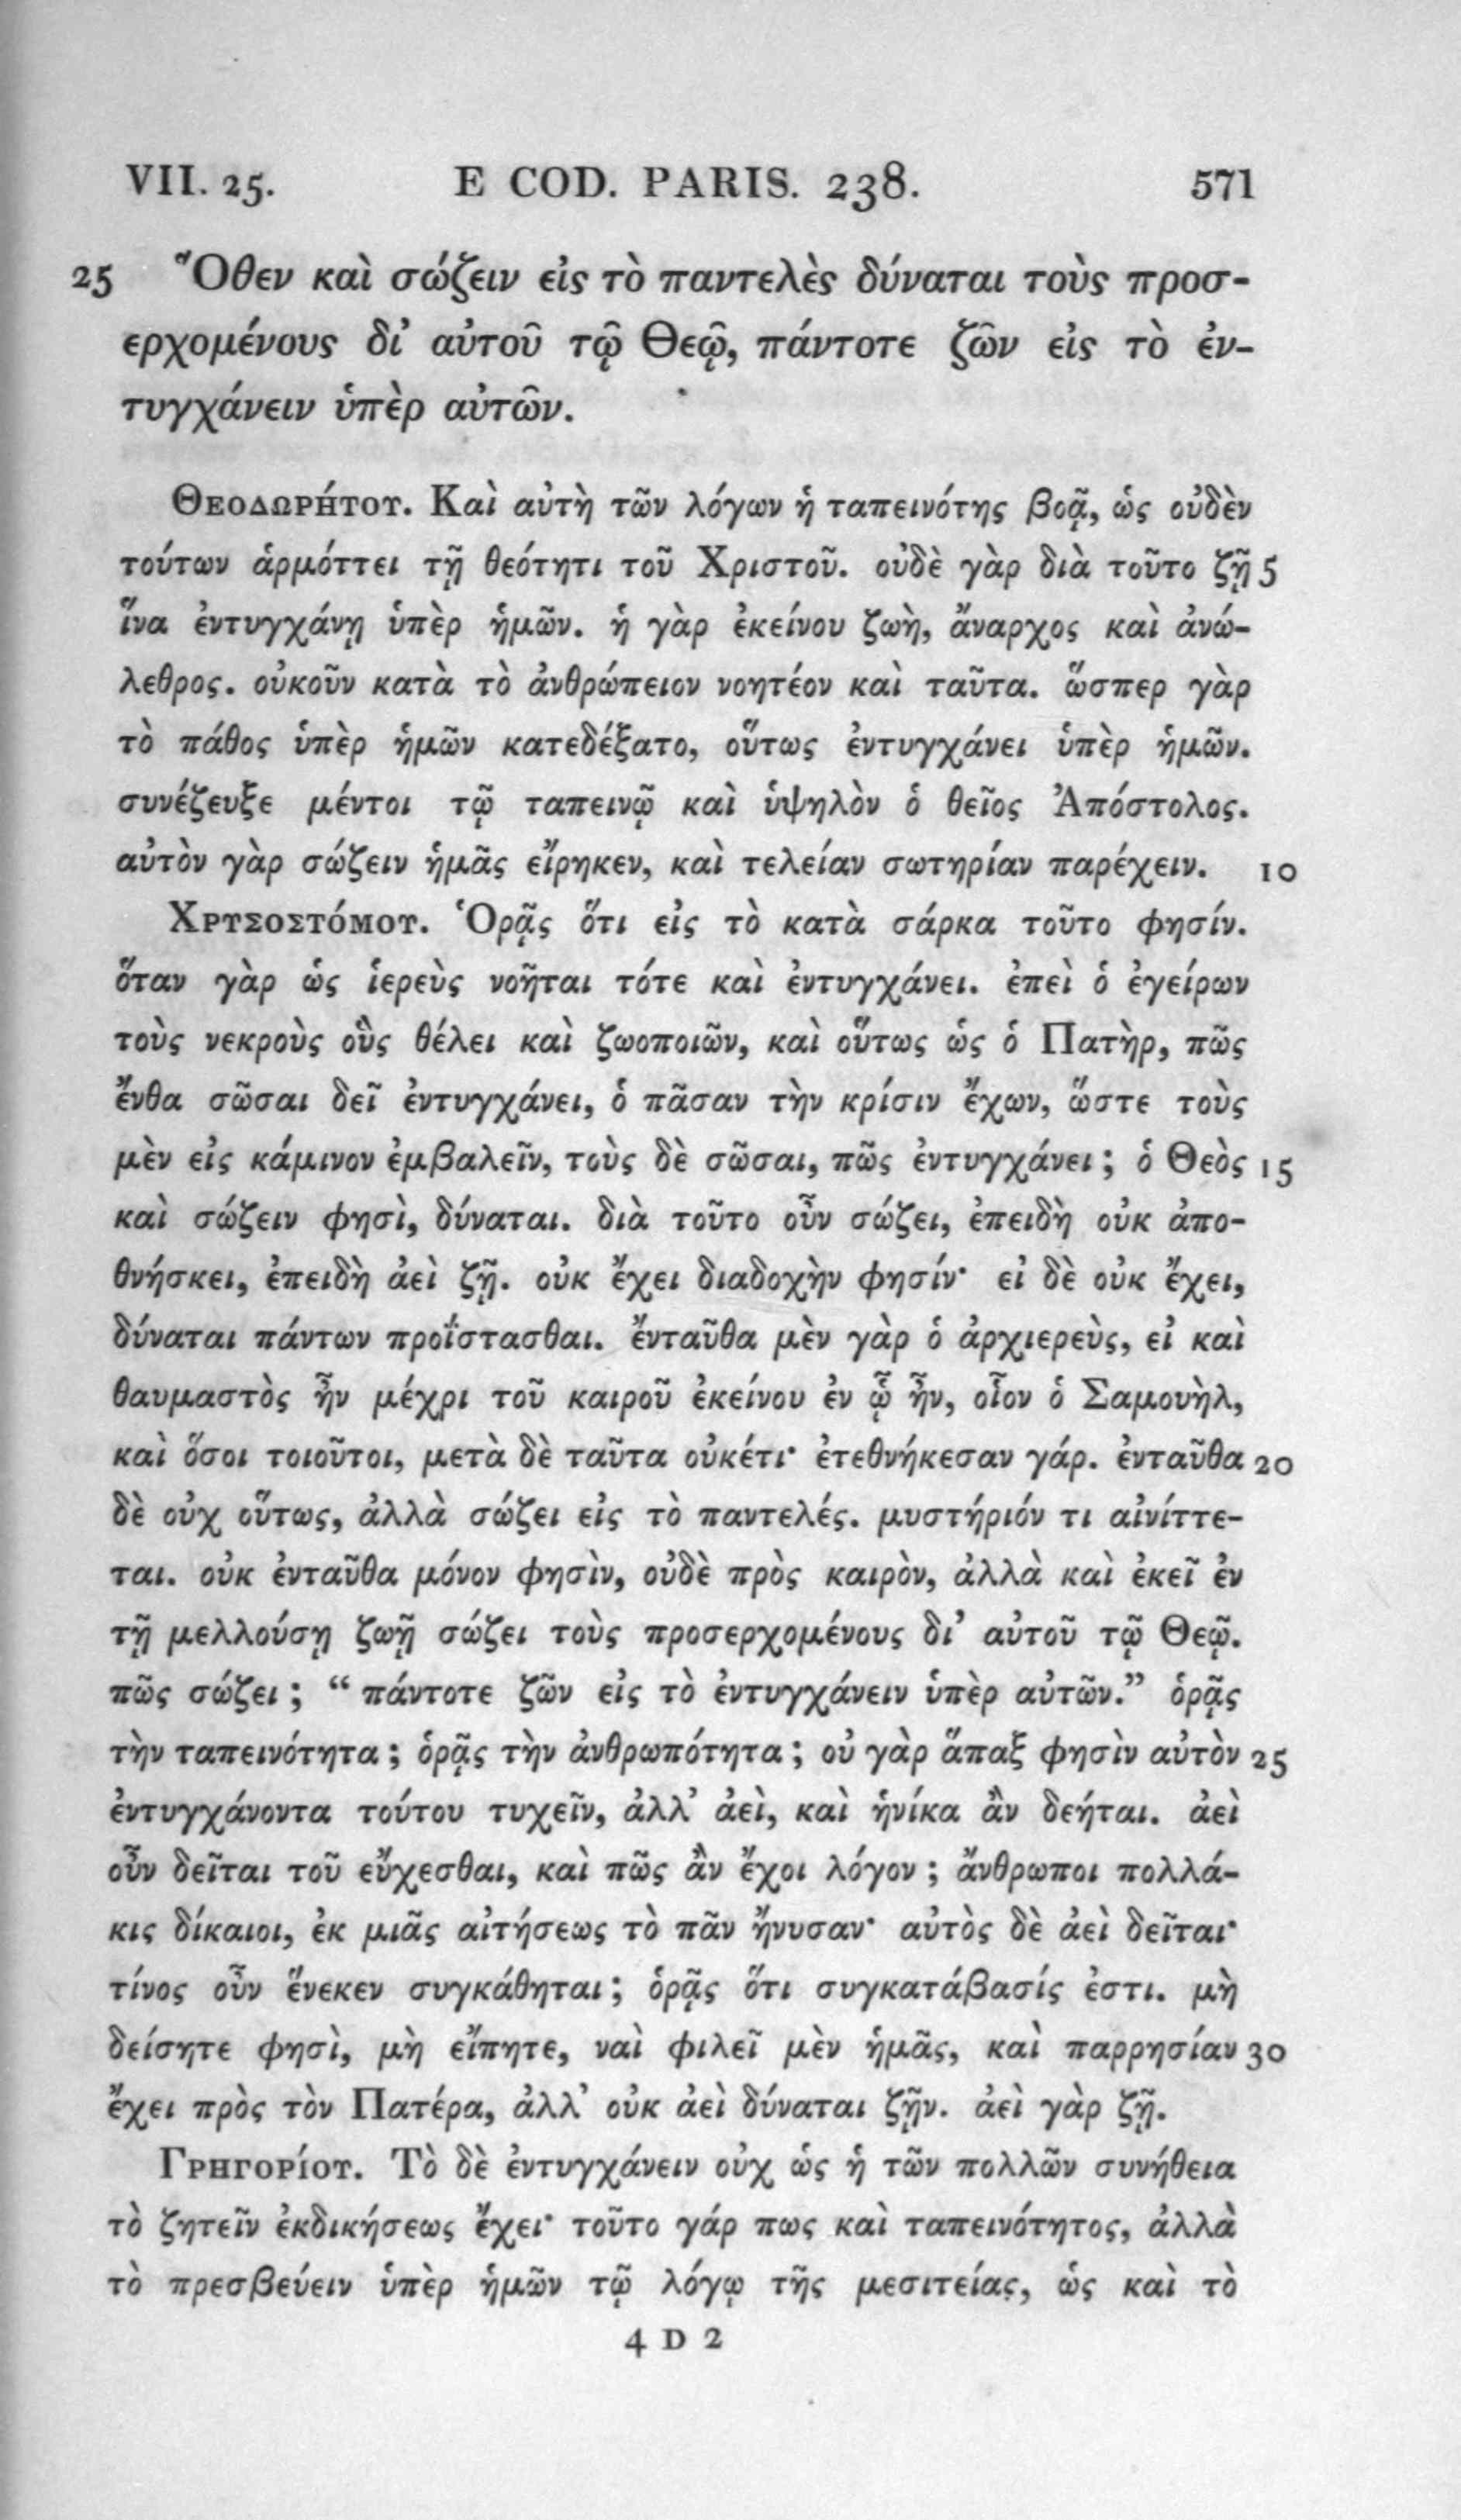 VII. 25. E COD. PARIS. 238. 571
25 Ὅθεν καὶ σώζειν εἰς τὸ παντελὲς δύναται τοὺς προσ-
ερχομένους δι᾽ αὐτοῦ τῷ Θεῷ, πάντοτε ζῶν εἰς τὸ ἐν-
τυγχάνειν ὑπὲρ αὐτῶν.
Θεοδωρήτου. Καὶ αὐτὴ τῶν λόγων ἡ ταπεινότης βοᾷ, ὡς οὐδὲν
τούτων ἁρμόττει τῇ θεότητι τοῦ Χριστοῦ. οὐδὲ γὰρ διὰ τοῦτο ζῇ 5
ἵνα ἐντυγχάνῃ ὑπὲρ ἡμῶν. ἡ γὰρ ἐκείνου ζωὴ, ἄναρχος καὶ ἀνώ-
λεθρος. οὐκοῦν κατὰ τὸ ἀνθρώπειον νοητέον καὶ ταῦτα. ὥσπερ γὰρ
τὸ πάθος ὑπὲρ ἡμῶν κατεδέξατο, οὕτως ἐντυγχάνει ὑπὲρ ἡμῶν.
συνέζευξε μέντοι τῷ ταπεινῷ καὶ ὑψηλὸν ὁ θεῖος Ἀπόστολος.
αὐτὸν γὰρ σώζειν ἡμᾶς εἴρηκεν, καὶ τελείαν σωτηρίαν παρέχειν. 10
Χρυσοστόμου. Ὁρᾷς ὅτι εἰς τὸ κατὰ σάρκα τοῦτο φησίν.
ὅταν γὰρ ὡς ἱερεὺς νοῆται τότε καὶ ἐντυγχάνει. ἐπεὶ ὁ ἐγείρων
τοὺς νεκροὺς οὓς θέλει καὶ ζωοποιῶν, καὶ οὕτως ὡς ὁ Πατὴρ, πῶς
ἔνθα σῶσαι δεῖ ἐντυγχάνει, ὁ πᾶσαν τὴν κρίσιν ἔχων, ὥστε τοὺς
μὲν εἰς κάμινον ἐμβαλεῖν, τοὺς δὲ σῶσαι, πῶς ἐντυγχάνει; ὁ Θεὸς 15
καὶ σώζειν φησὶ, δύναται. διὰ τοῦτο οὖν σώζει, ἐπειδὴ οὐκ ἀπο-
θνήσκει, ἐπειδὴ ἀεὶ ζῇ. οὐκ ἔχει διαδοχὴν φησίν· εἰ δὲ οὐκ ἔχει,
δύναται πάντων προΐστασθαι. ἔνταῦθα μὲν γὰρ ὁ ἀρχιερεὺς, εἰ καὶ
θαυμαστὸς ἦν μέχρι τοῦ καιροῦ ἐκείνου ἐν ᾧ ἦν, οἷον ὁ Σαμουὴλ,
καὶ ὅσοι τοιοῦτοι, μετὰ δὲ ταῦτα οὐκέτι· ἐτεθνήκεσαν γάρ. ἐνταῦθα 20
δὲ οὐχ οὕτως, ἀλλὰ σώζει εἰς τὸ παντελές. μυστήριόν τι αἰνίττε-
ται. οὐκ ἐνταῦθα μόνον φησὶν, οὐδὲ πρὸς καιρὸν, ἀλλὰ καὶ ἐκεῖ ἐν
τῇ μελλούσῃ ζωῇ σώζει τοὺς προσερχομένους δι᾽ αὐτοῦ τῷ Θεῷ.
πῶς σώζει; “ πάντοτε ζῶν εἰς τὸ ἐντυγχάνειν ὑπὲρ αὐτῶν.” ὁρᾷς
τὴν ταπεινότητα; ὁρᾷς τὴν ἀνθρωπότητα; οὐ γὰρ ἅπαξ φησὶν αὐτὸν 25
ἐντυγχάνοντα τούτου τυχεῖν, ἀλλ᾽ ἀεὶ, καὶ ἡνίκα ἂν δεήται. ἀεὶ
οὖν δεῖται τοῦ εὔχεσθαι, καὶ πῶς ἂν ἔχοι λόγον; ἄνθρωποι πολλά-
κις δίκαιοι, ἐκ μιᾶς αἰτήσεως τὸ πᾶν ἤνυσαν· αὐτὸς δὲ ἀεὶ δεῖται·
τίνος οὖν ἕνεκεν συγκάθηται; ὁρᾷς ὅτι συγκατάβασίς ἐστι. μὴ
δείσητε φησὶ, μὴ εἴπητε, ναὶ φιλεῖ μὲν ἡμᾶς, καὶ παρρησίαν 30
ἔχει πρὸς τὸν Πατέρα, ἀλλ᾽ οὐκ ἀεὶ δύναται ζῇν. ἀεὶ γὰρ ζῇ.
Γρηγορίου. Τὸ δὲ ἐντυγχάνειν οὐχ ὡς ἡ τῶν πολλῶν συνήθεια
τὸ ζητεῖν ἐκδικήσεως ἔχει· τοῦτο γάρ πως καὶ ταπεινότητος, ἀλλὰ
τὸ πρεσβεύειν ὑπὲρ ἡμῶν τῷ λόγῳ τῆς μεσιτείας, ὡς καὶ τὸ
4 D 2